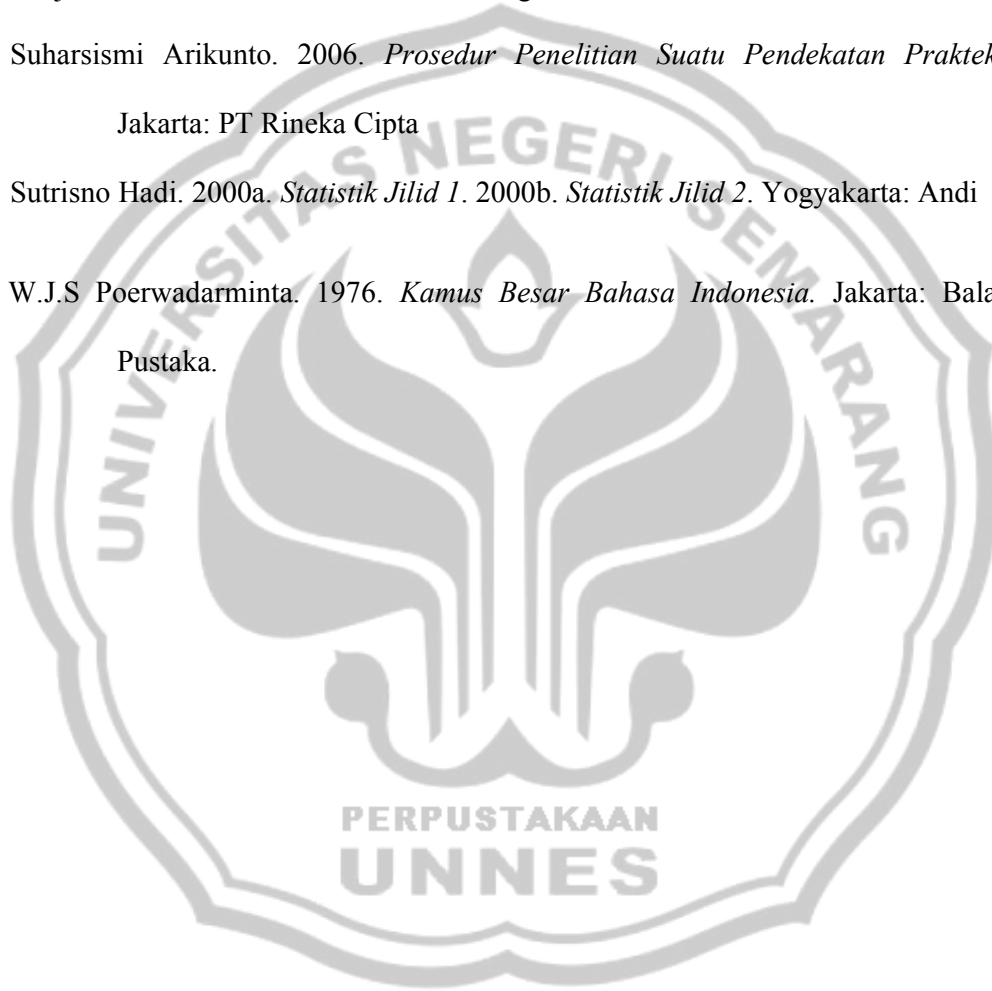 Suharsismi Arikunto. 2006. Prosedur Penelitian Suatu Pendekatan Praktek
Jakarta: PT Rineka Cipta
Sutrisno Hadi. 2000a. Statistik Jilid 1. 2000b. Statistik Jilid 2. Yogyakarta: Andi
W.J.S Poerwadarminta. 1976. Kamus Besar Bahasa Indonesia. Jakarta: Bala
Pustaka.
UNIVERSITAS NEGERI SEMARANG
PERPUSTAKAAN
UNNES